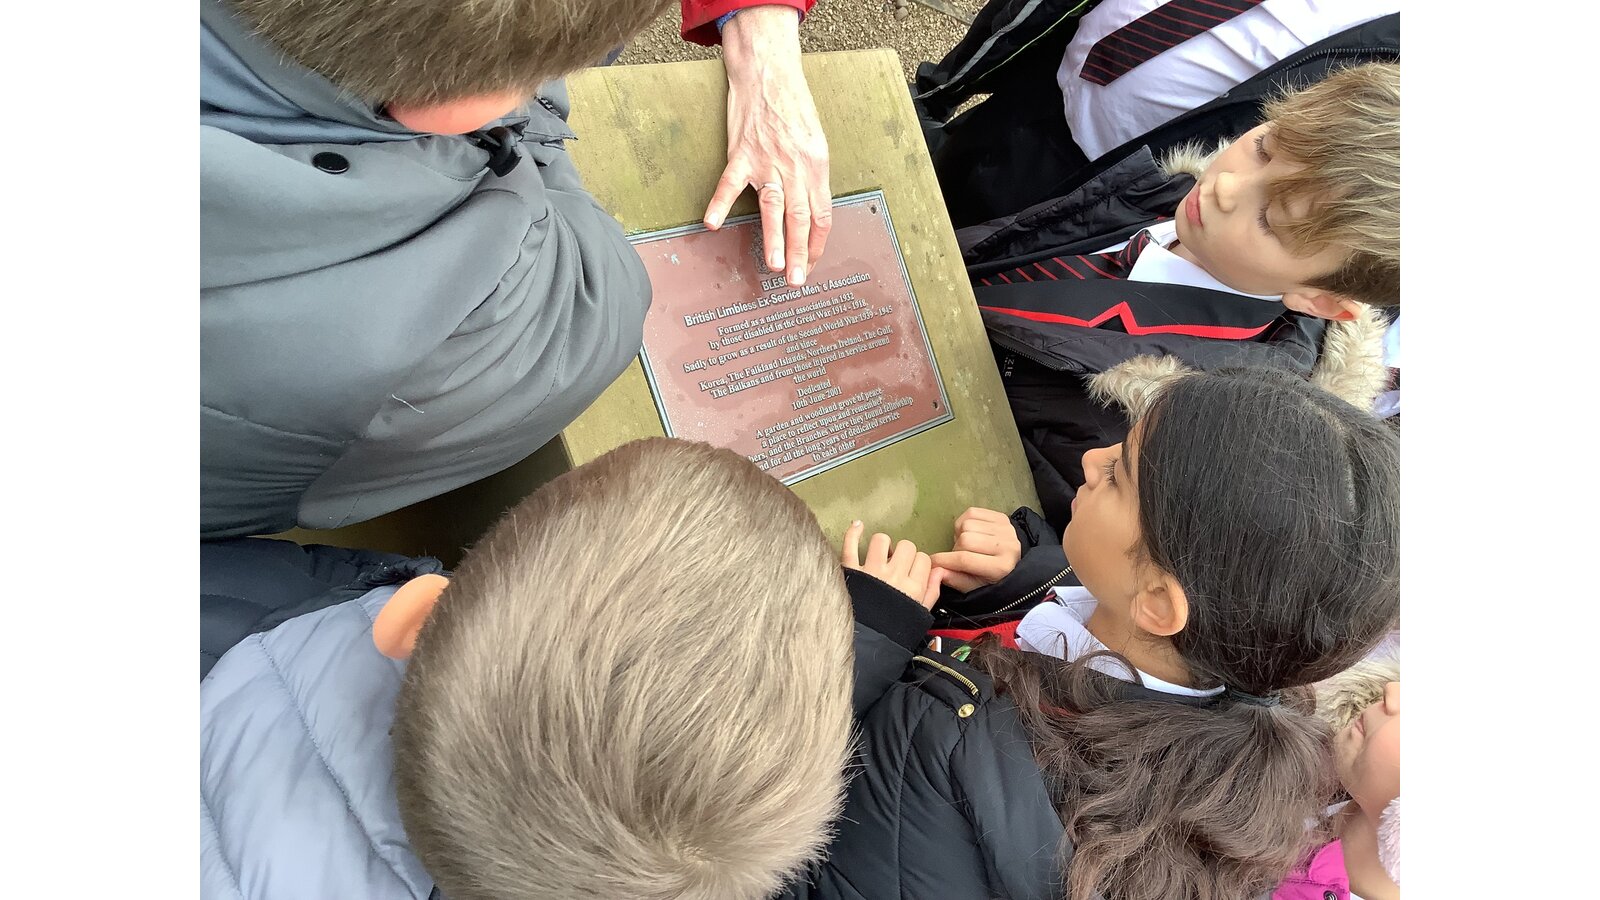 BLES
British Limbless Ex-Service Men's Association
Formed as a national association in 1932
by those disabled in the Great War 1914 - 1918,
Sadly to grow as a result of the Second World War 1939 - 1945
and since
Korea, The Falkland Islands, Northern Ireland, The Gulf,
The Balkans and from those injured in service around
the world
Dedicated
10th June 2001
A garden and woodland grove of peace,
a place to reflect upon and remember
bers, and the Branches where they found fellowship
nd for all the long years of dedicated service
to each other